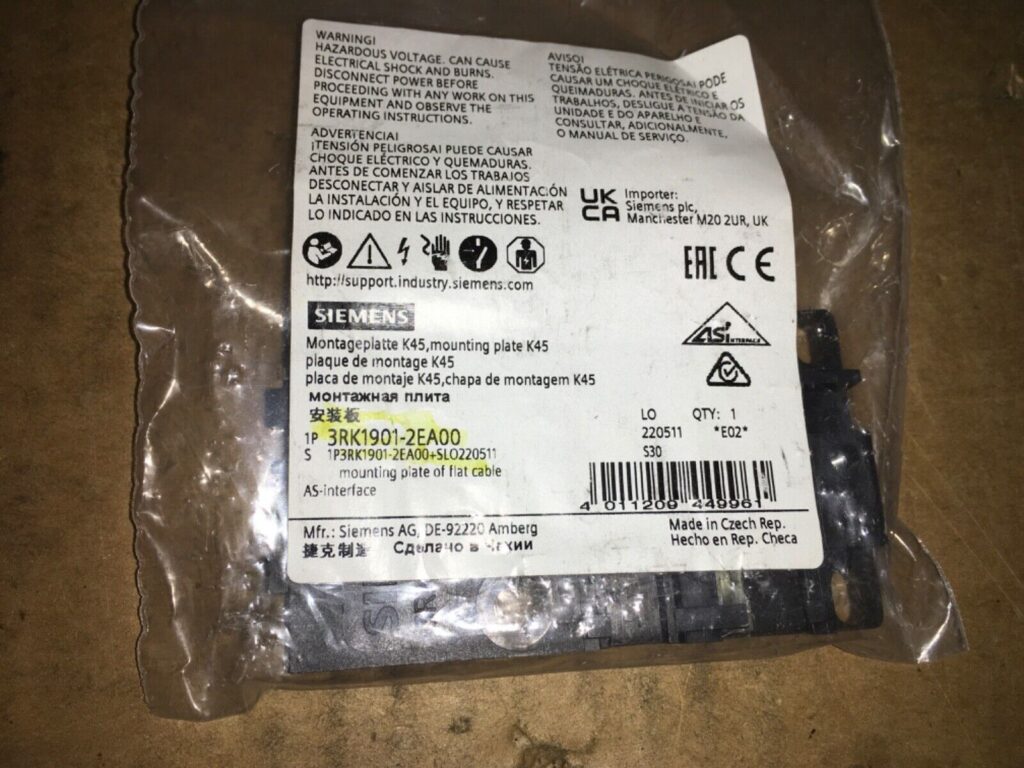 WARNING!
HAZARDOUS VOLTAGE. CAN CAUSE
ELECTRICAL SHOCK AND BURNS.
DISCONNECT POWER BEFORE
PROCEEDING WITH ANY WORK ON THIS
EQUIPMENT AND OBSERVE THE
OPERATING INSTRUCTIONS.
AVISO!
TENSÃO ELÉTRICA PERIGOSA! PODE
CAUSAR UM CHOQUE ELÉTRICO E
QUEIMADURAS. ANTES DE INICIAR OS
TRABALHOS, DESLIGUE A TENSÃO DA
UNIDADE E DO APARELHO E
CONSULTAR, ADICIONALMENTE,
O MANUAL DE SERVIÇO.
ADVERTENCIA!
¡TENSIÓN PELIGROSA! PUEDE CAUSAR
CHOQUE ELÉCTRICO Y QUEMADURAS.
ANTES DE COMENZAR LOS TRABAJOS
DESCONECTAR Y AISLAR DE ALIMENTACIÓN
LA INSTALACIÓN Y EL EQUIPO, Y RESPETAR
LO INDICADO EN LAS INSTRUCCIONES.
UK
CA
Importer:
Siemens plc,
Manchester M20 2UR, UK
EAC CE
http://support.industry.siemens.com
SIEMENS
ASi INTERFACE
Montageplatte K45,mounting plate K45
plaque de montage K45
placa de montaje K45,chapa de montagem K45
монтажная плита
安装板
1P 3RK1901-2EA00
S 1P3RK1901-2EA00+SLO220511
mounting plate of flat cable
AS-interface
LO QTY: 1
220511 *E02*
S30
4 011209 449961
Mfr.: Siemens AG, DE-92220 Amberg
捷克制造 Сделано в Чехии
Made in Czech Rep.
Hecho en Rep. Checa